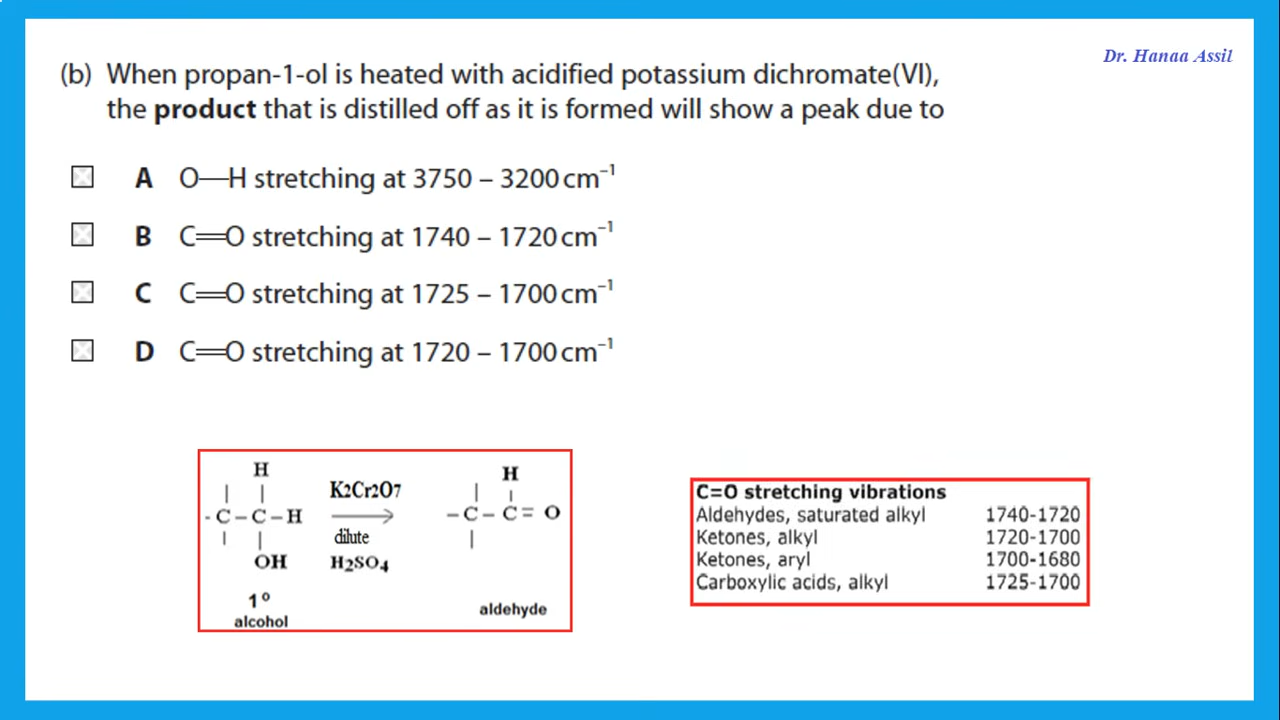 Dr. Hanaa Assil
(b) When propan-1-ol is heated with acidified potassium dichromate(VI),
the product that is distilled off as it is formed will show a peak due to
A O—H stretching at 3750 – 3200 cm⁻¹
B C=O stretching at 1740 – 1720 cm⁻¹
C C=O stretching at 1725 – 1700 cm⁻¹
D C=O stretching at 1720 – 1700 cm⁻¹
H
| |
- C – C – H
| |
OH
1°
alcohol
K2Cr2O7
dilute
H2SO4
H
| |
– C – C = O
|
aldehyde
C=O stretching vibrations
Aldehydes, saturated alkyl 1740-1720
Ketones, alkyl 1720-1700
Ketones, aryl 1700-1680
Carboxylic acids, alkyl 1725-1700